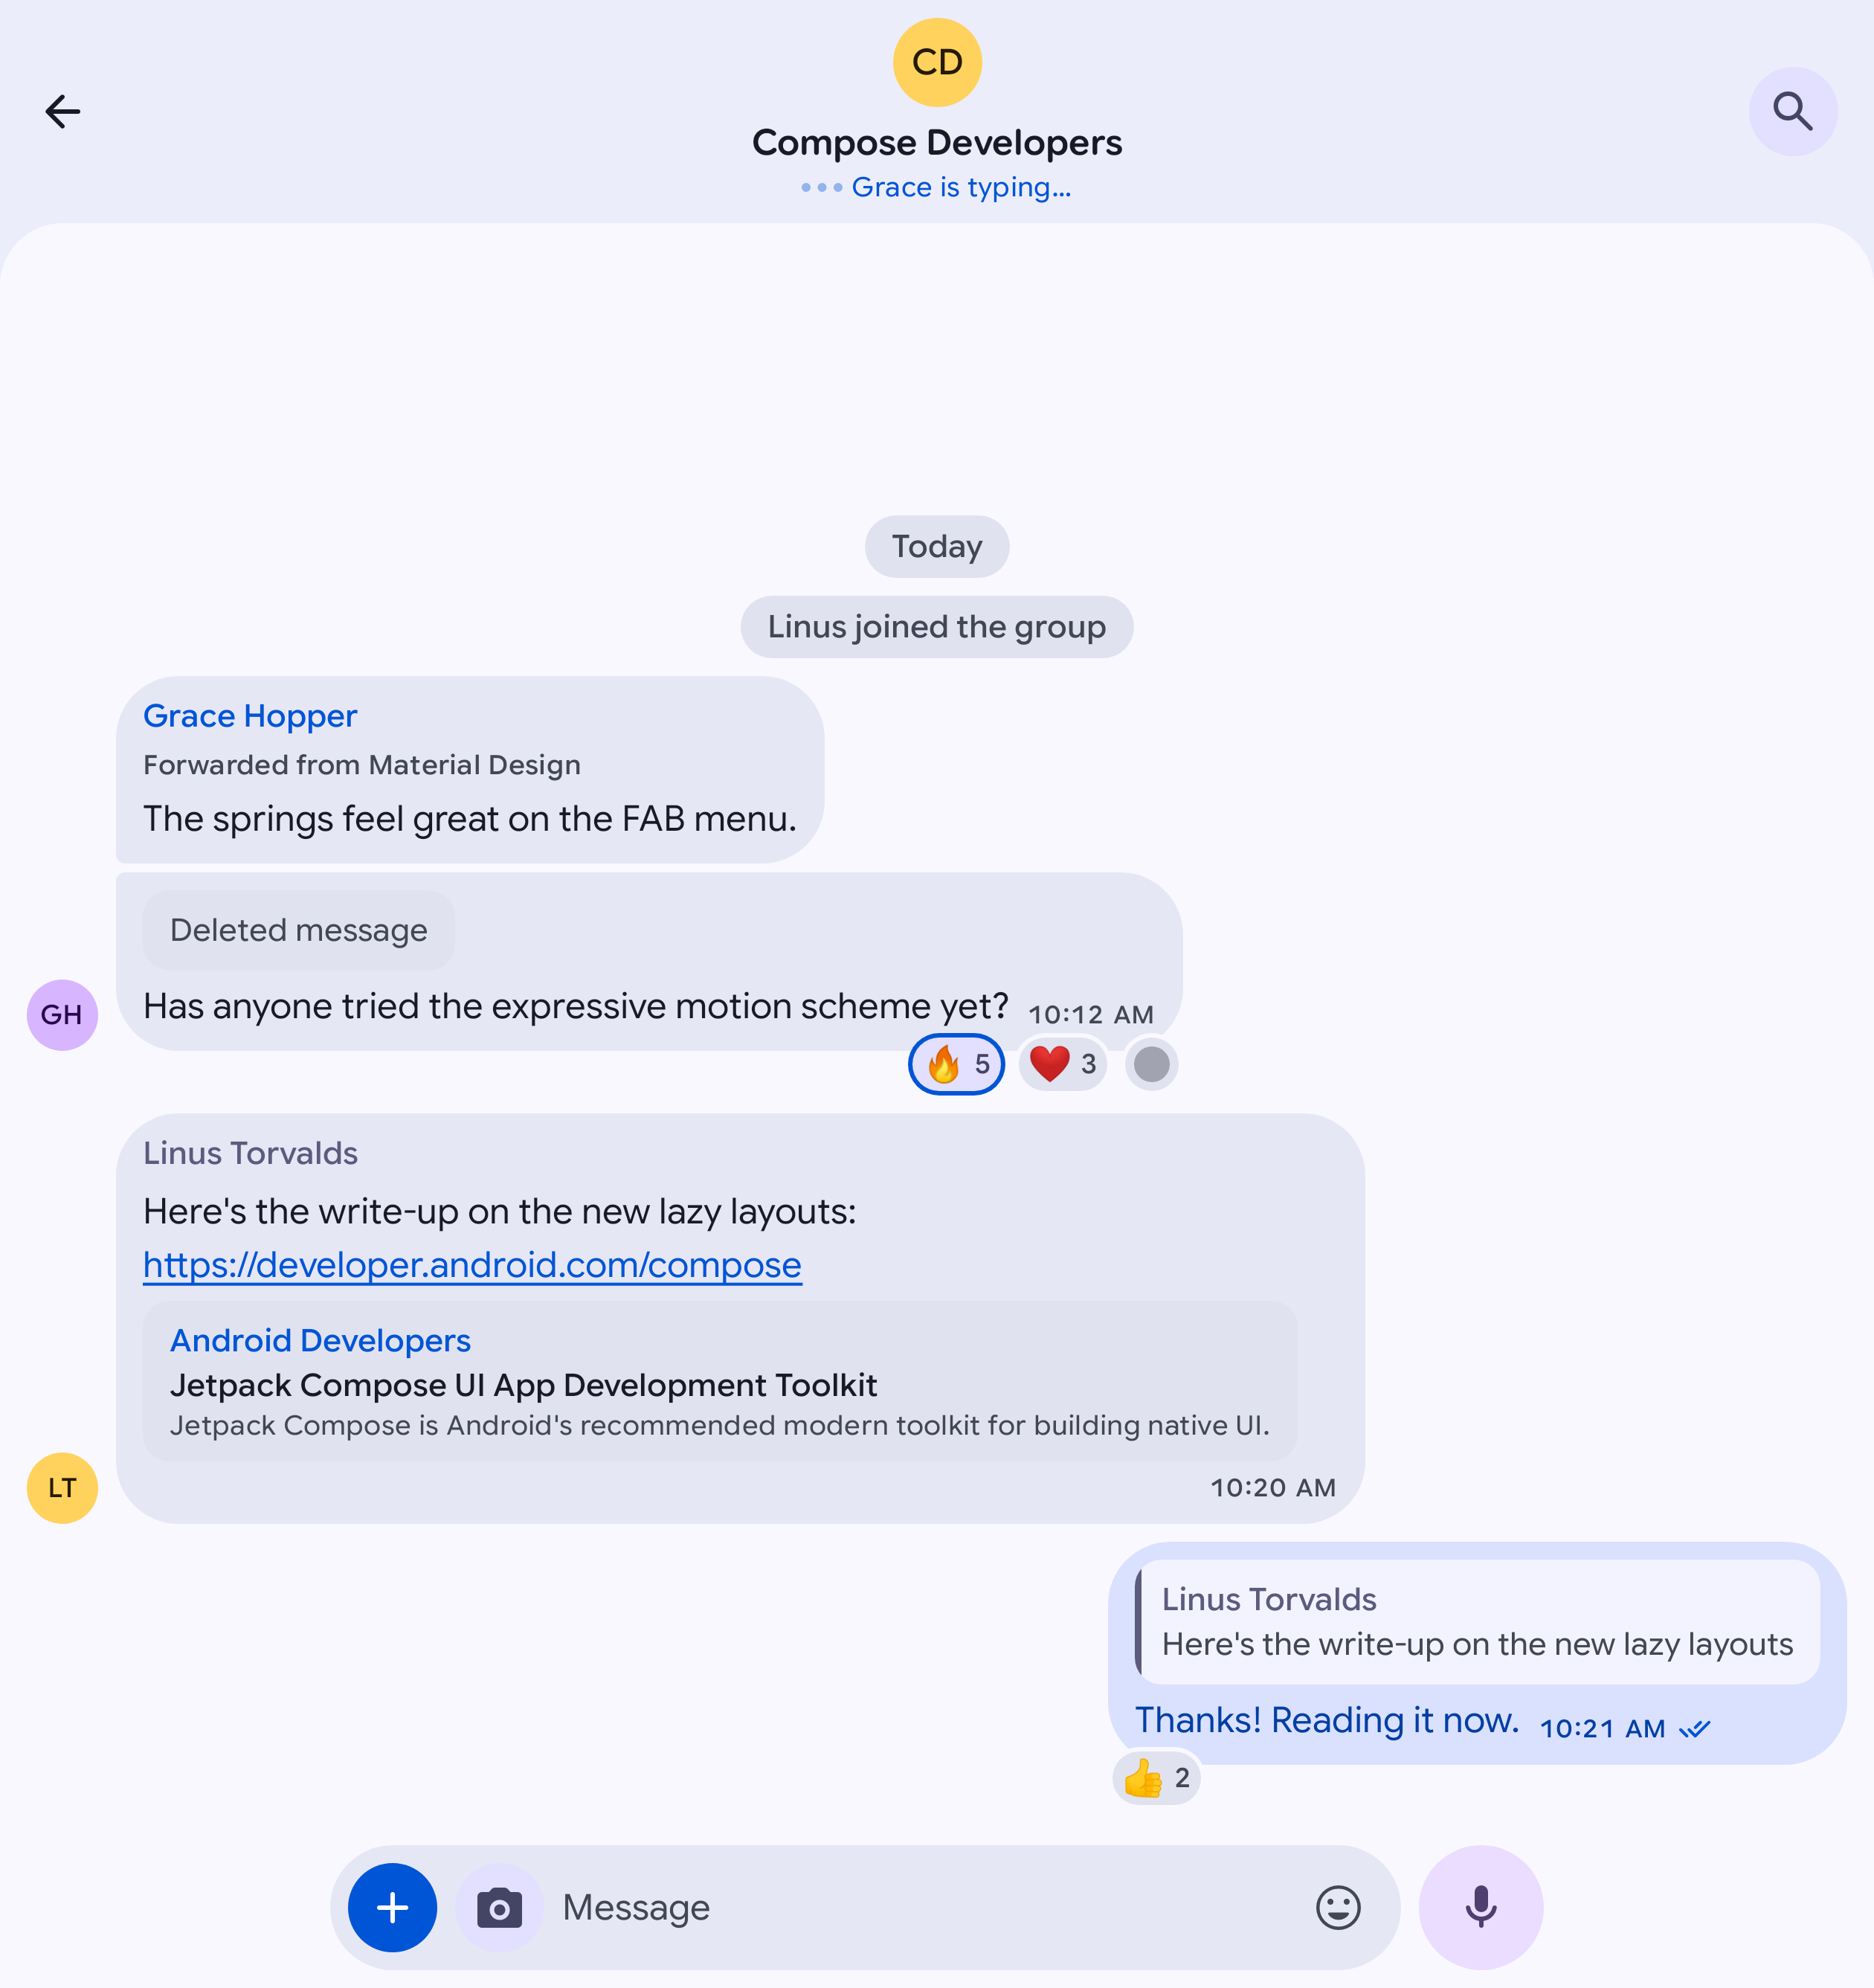 CD
Compose Developers
Grace is typing...
Today
Linus joined the group
Grace Hopper
Forwarded from Material Design
The springs feel great on the FAB menu.
Deleted message
Has anyone tried the expressive motion scheme yet? 10:12 AM
GH
5 3
Linus Torvalds
Here's the write-up on the new lazy layouts:
https://developer.android.com/compose
Android Developers
Jetpack Compose UI App Development Toolkit
Jetpack Compose is Android's recommended modern toolkit for building native UI.
10:20 AM
LT
Linus Torvalds
Here's the write-up on the new lazy layouts
Thanks! Reading it now. 10:21 AM
2
Message